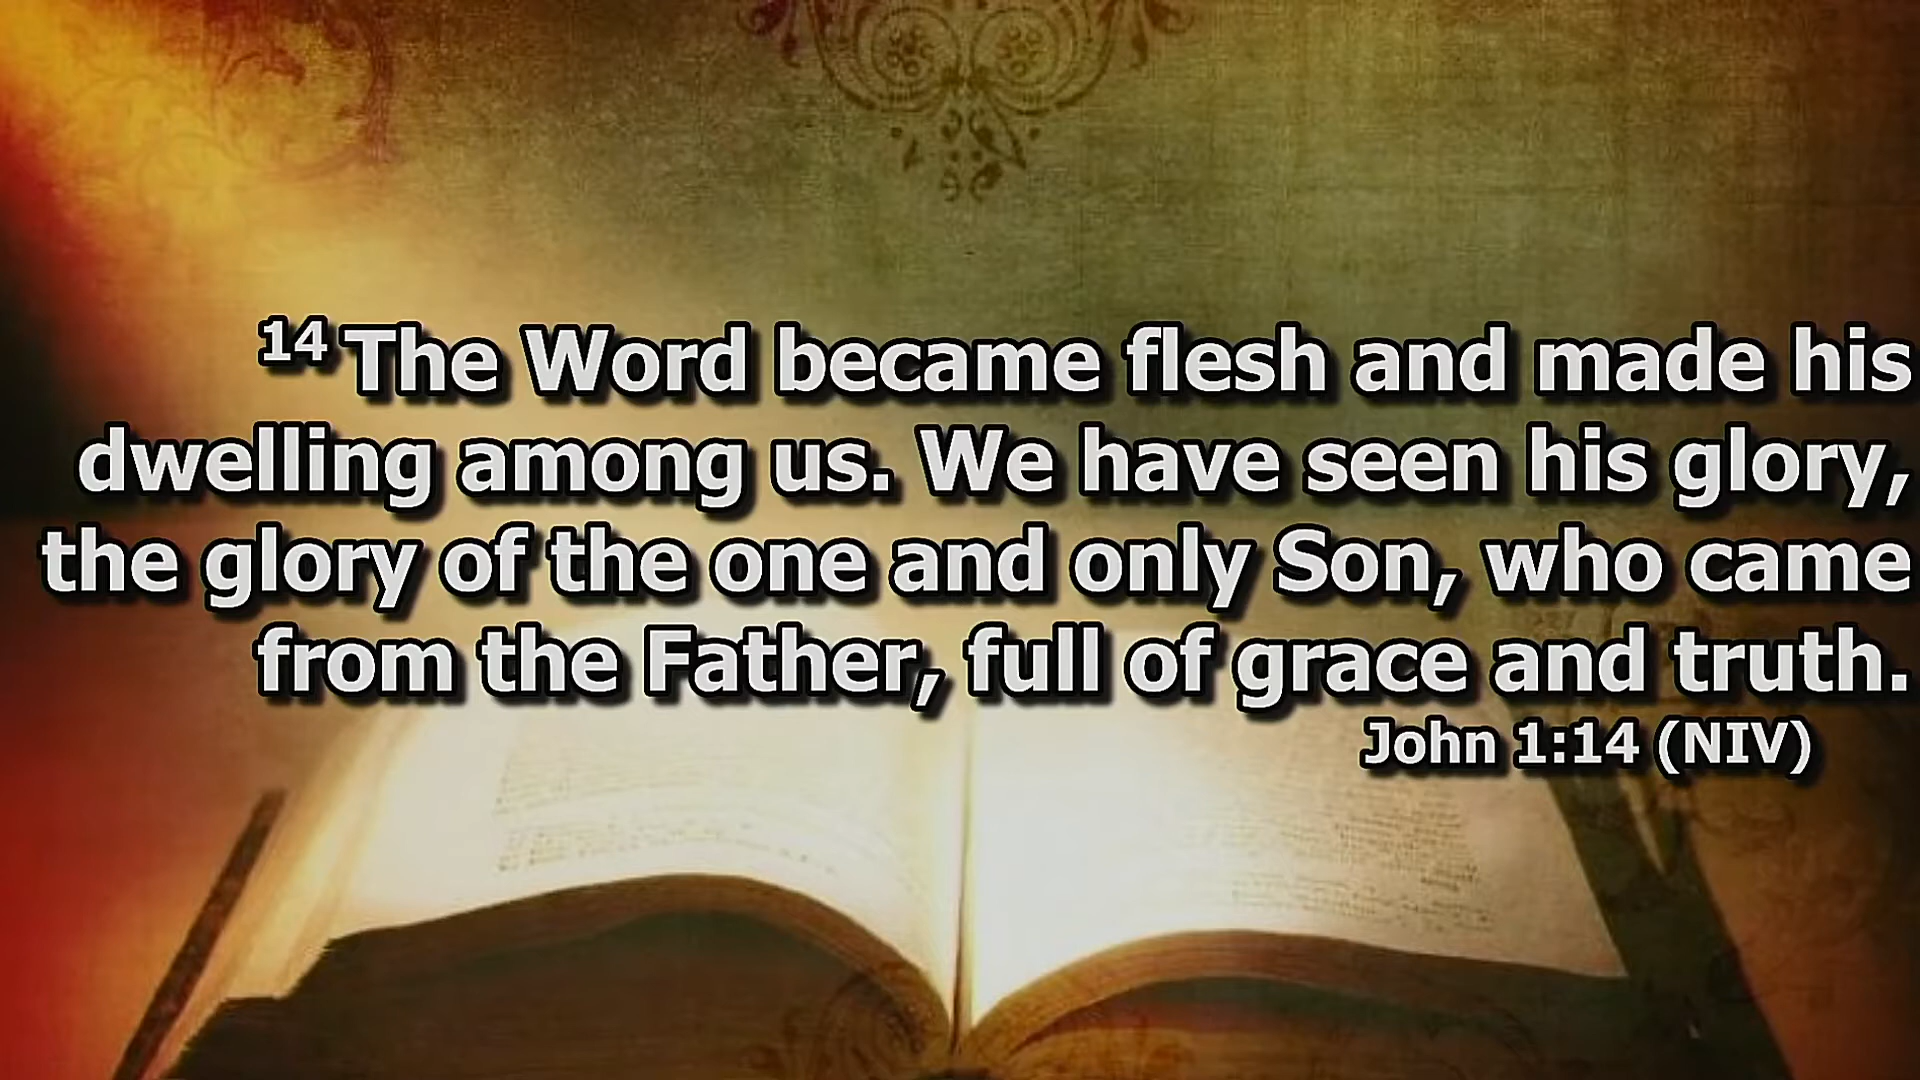 14 The Word became flesh and made his
dwelling among us. We have seen his glory,
the glory of the one and only Son, who came
from the Father, full of grace and truth.
John 1:14 (NIV)